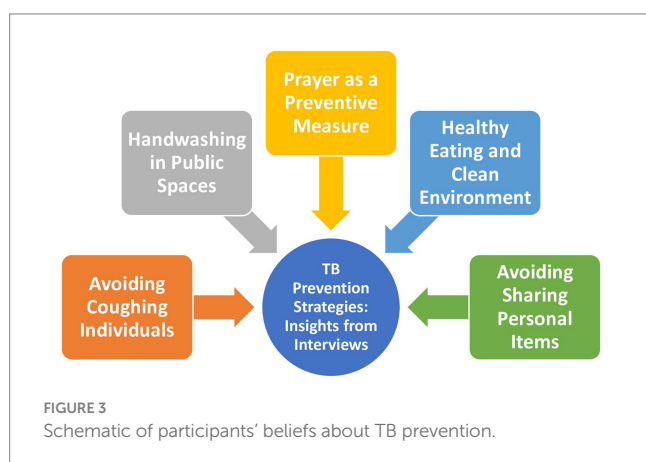 Prayer as a
Preventive
Measure
Handwashing
in Public
Spaces
Healthy
Eating and
Clean
Environment
Avoiding
Coughing
Individuals
TB
Prevention
Strategies:
Insights from
Interviews
Avoiding
Sharing
Personal
Items
FIGURE 3
Schematic of participants’ beliefs about TB prevention.